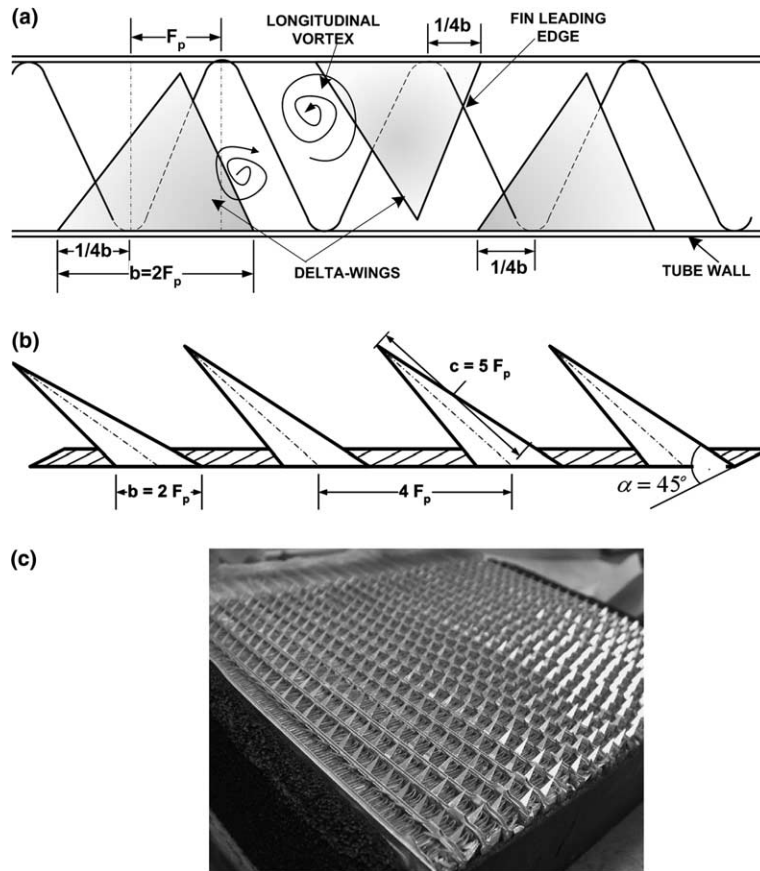 (a)
F_p
LONGITUDINAL
VORTEX
1/4b
FIN LEADING
EDGE
1/4b
b=2F_p
DELTA-WINGS
1/4b
TUBE WALL
(b)
c = 5 F_p
b = 2 F_p
4 F_p
α = 45°
(c)